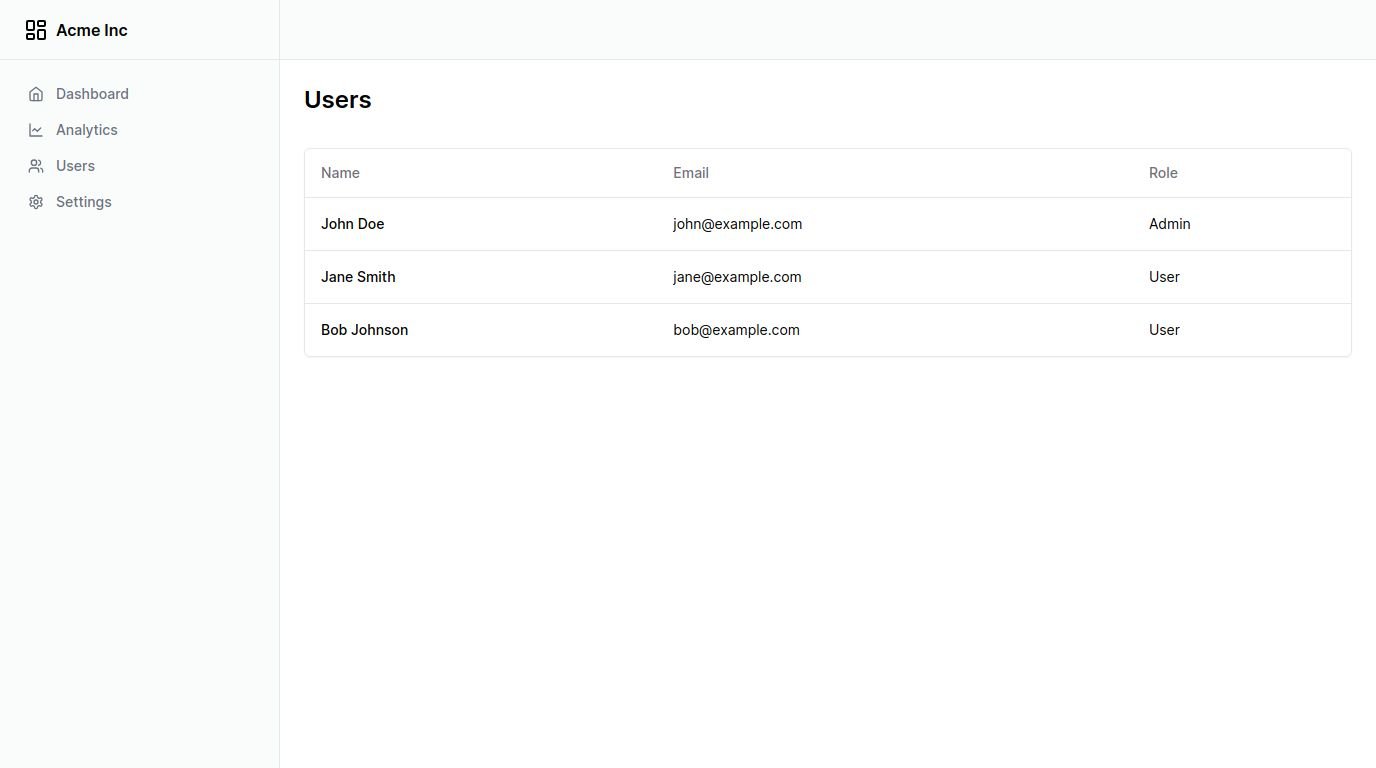 Acme Inc
Dashboard
Analytics
Users
Settings
Users
Name Email Role
John Doe john@example.com Admin
Jane Smith jane@example.com User
Bob Johnson bob@example.com User